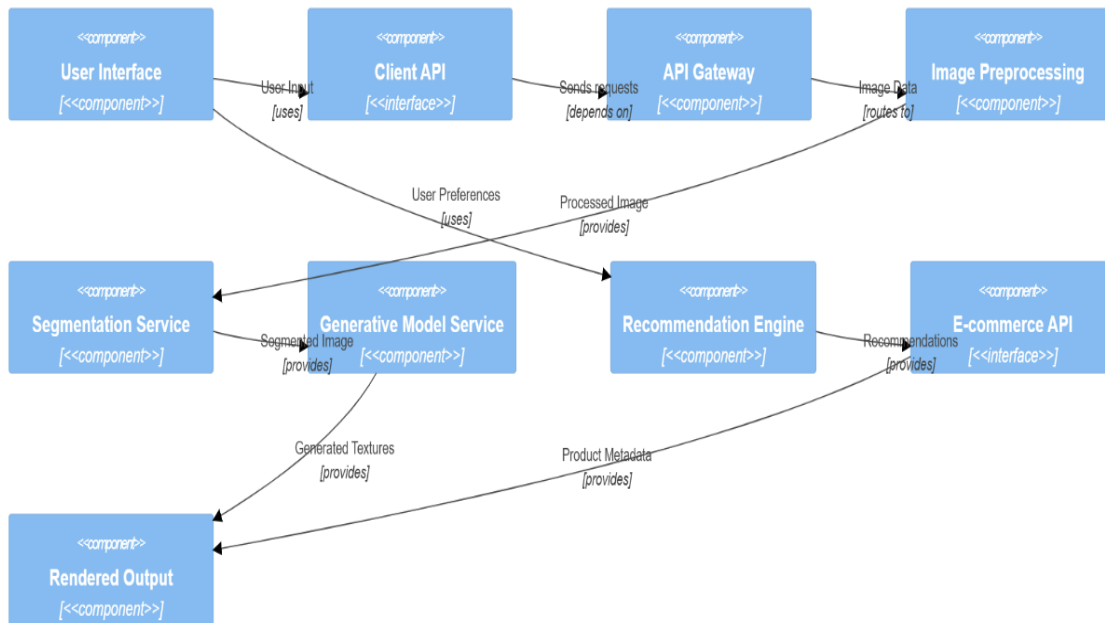 <<component>>
User Interface
[<<component>>]
<<component>>
Client API
[<<interface>>]
<<component>>
API Gateway
[<<component>>]
<<component>>
Image Preprocessing
[<<component>>]
User Input
[uses]
Sends requests
[depends on]
Image Data
[routes to]
User Preferences
[uses]
Processed Image
[provides]
<<component>>
Segmentation Service
[<<component>>]
<<component>>
Generative Model Service
[<<component>>]
<<component>>
Recommendation Engine
[<<component>>]
<<component>>
E-commerce API
[<<interface>>]
Segmented Image
[provides]
Recommendations
[provides]
Generated Textures
[provides]
Product Metadata
[provides]
<<component>>
Rendered Output
[<<component>>]